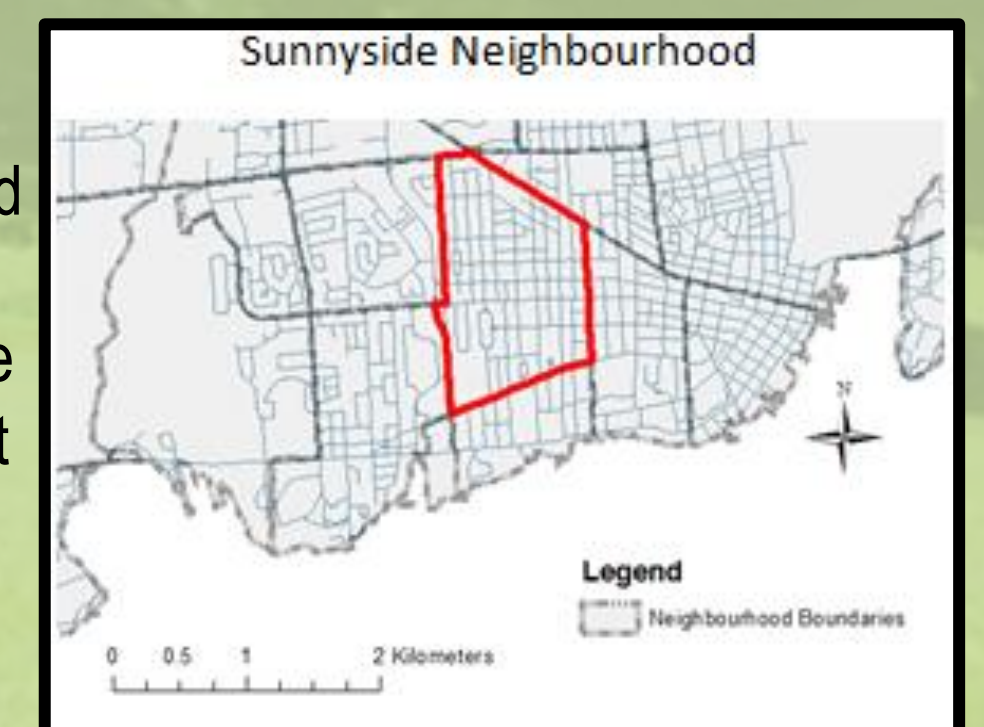 Sunnyside Neighbourhood
d
e
t
N
Legend
Neighbourhood Boundaries
0 0.5 1 2 Kilometers